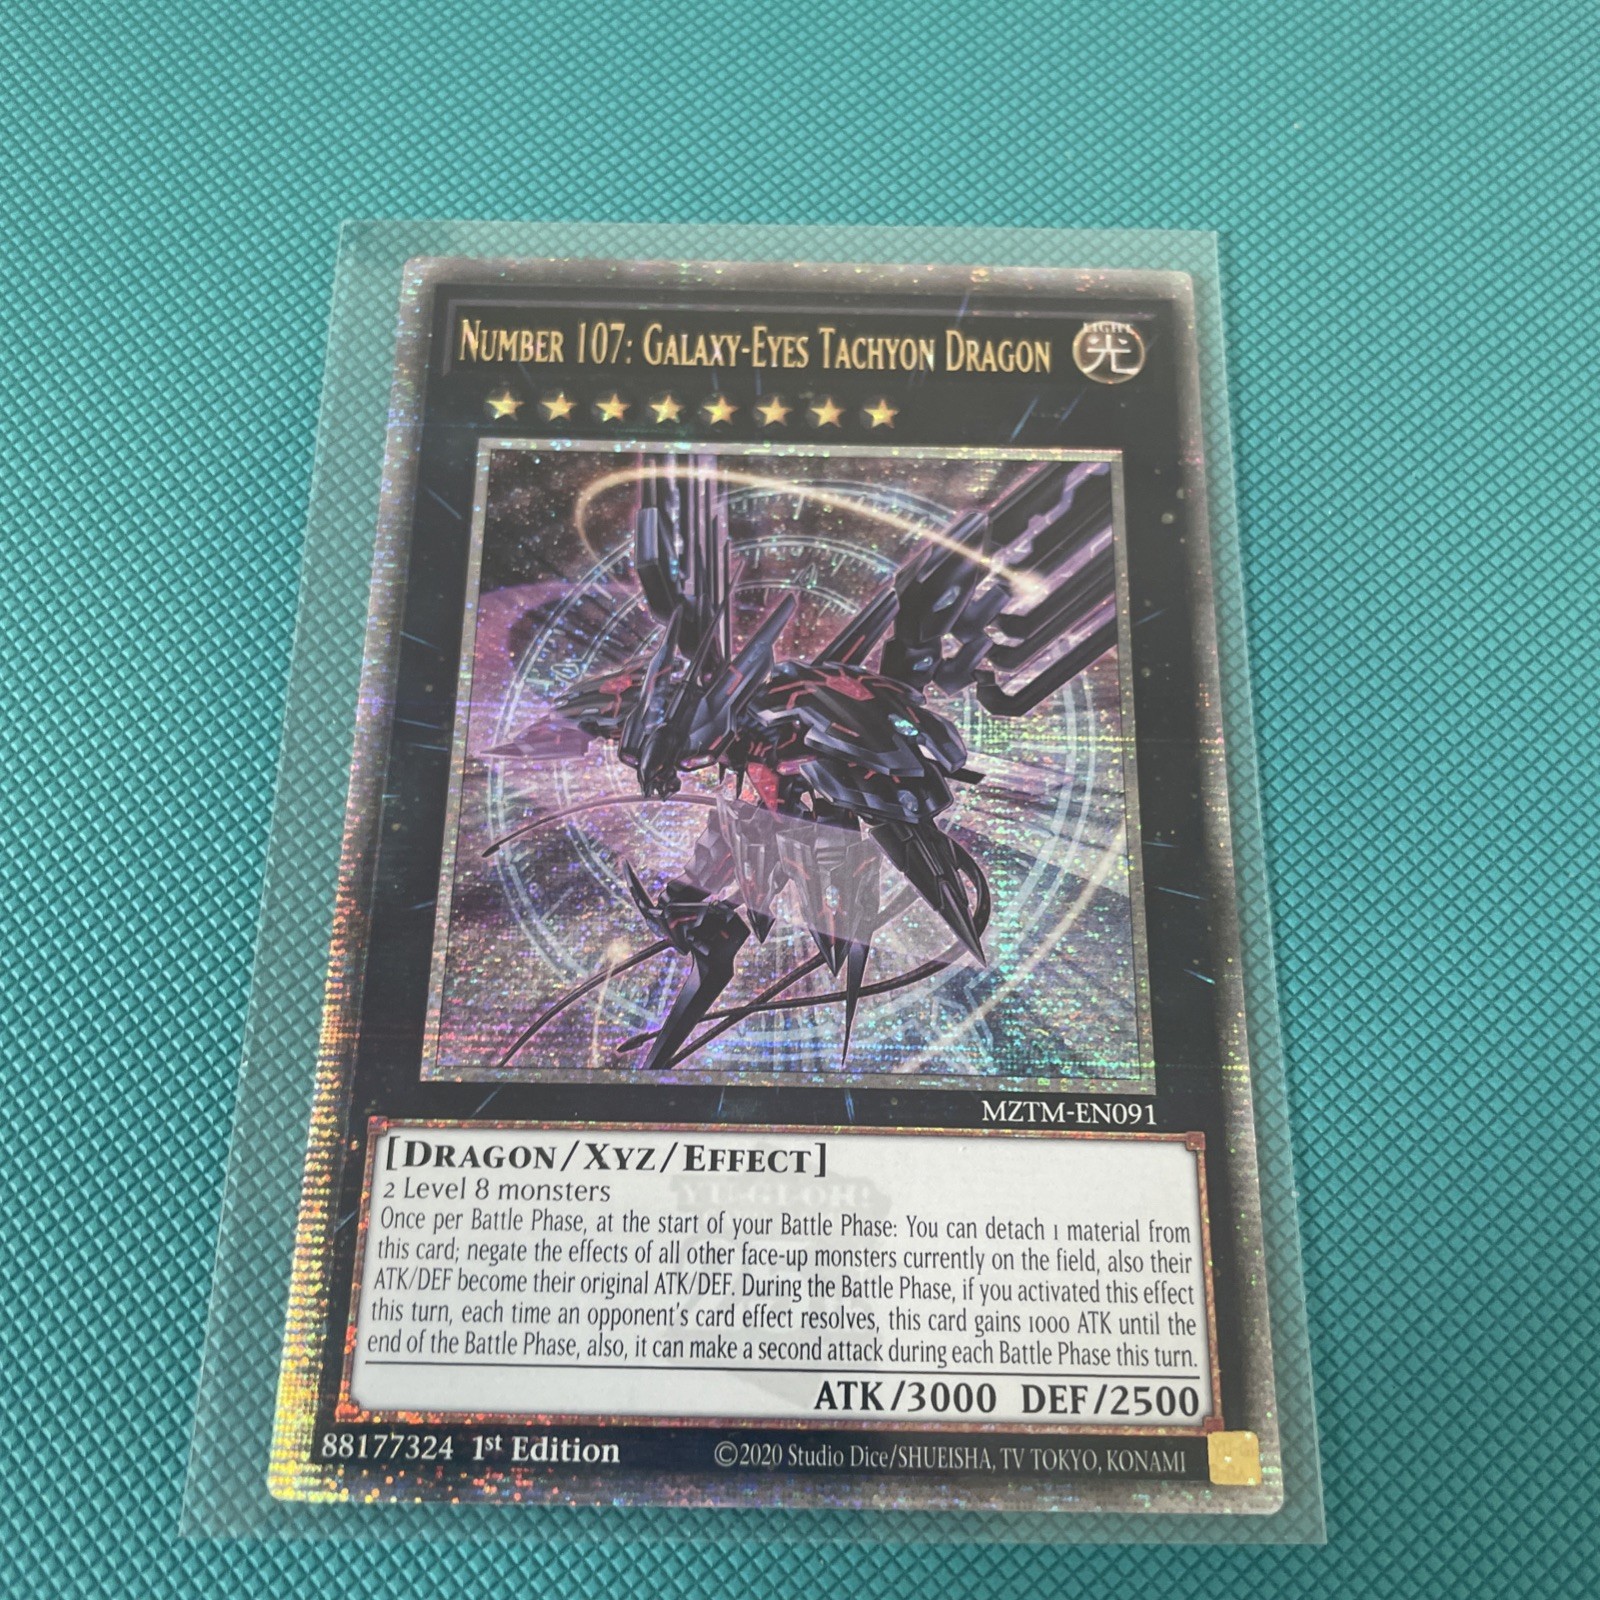 NUMBER 107: GALAXY-EYES TACHYON DRAGON
LIGHT
光
MZTM-EN091
[DRAGON/XYZ/EFFECT]
2 Level 8 monsters
Once per Battle Phase, at the start of your Battle Phase: You can detach 1 material from
this card; negate the effects of all other face-up monsters currently on the field, also their
ATK/DEF become their original ATK/DEF. During the Battle Phase, if you activated this effect
this turn, each time an opponent's card effect resolves, this card gains 1000 ATK until the
end of the Battle Phase, also, it can make a second attack during each Battle Phase this turn.
ATK/3000 DEF/2500
88177324 1st Edition
©2020 Studio Dice/SHUEISHA, TV TOKYO, KONAMI